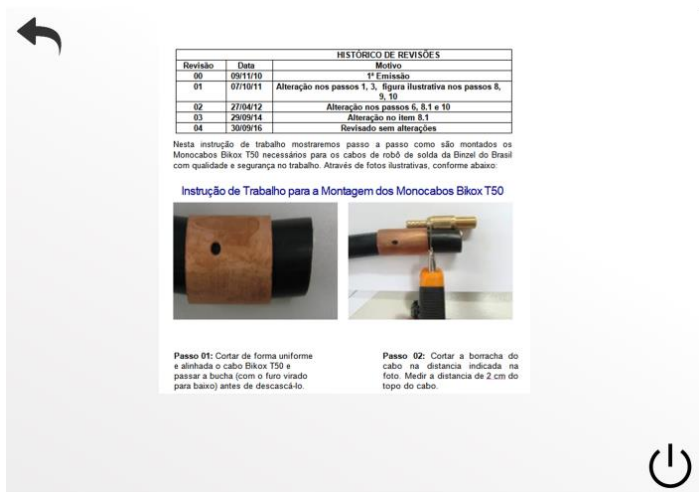 HISTÓRICO DE REVISÕES
Revisão Data Motivo
00 09/11/10 1ª Emissão
01 07/10/11 Alteração nos passos 1, 3, figura ilustrativa nos passos 8,
9, 10
02 27/04/12 Alteração nos passos 6, 8.1 e 10
03 29/09/14 Alteração no item 8.1
04 30/09/16 Revisado sem alterações
Nesta instrução de trabalho mostraremos passo a passo como são montados os
Monocabos Bikox T50 necessários para os cabos de robô de solda da Binzel do Brasil
com qualidade e segurança no trabalho. Através de fotos ilustrativas, conforme abaixo:
Instrução de Trabalho para a Montagem dos Monocabos Bikox T50
Passo 01: Cortar de forma uniforme
e alinhada o cabo Bikox T50 e
passar a bucha (com o furo virado
para baixo) antes de descascá-lo.
Passo 02: Cortar a borracha do
cabo na distancia indicada na
foto. Medir a distancia de 2 cm do
topo do cabo.